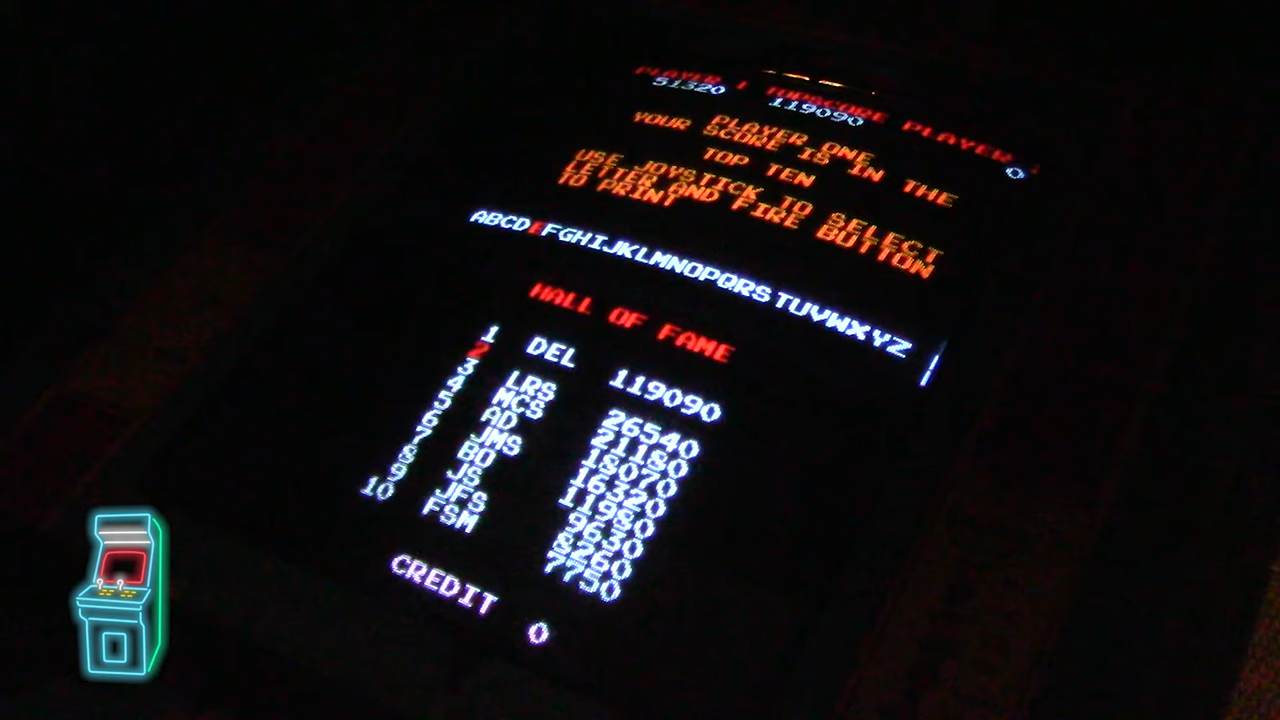 PLAYER 1 TOPSCORE PLAYER
51320 119090 0
PLAYER ONE
YOUR SCORE IS IN THE
TOP TEN
USE JOYSTICK TO SELECT
LETTER AND FIRE BUTTON
TO PRINT
ABCDEFGHIJKLMNOPQRSTUVWXYZ
HALL OF FAME
1 DEL 119090
2
3 LRS 26540
4 MCS 21180
5 AD 18070
6 JMS 16320
7 BD 11980
8 JS 9630
9 JFS 8260
10 FSM 7750
CREDIT 0